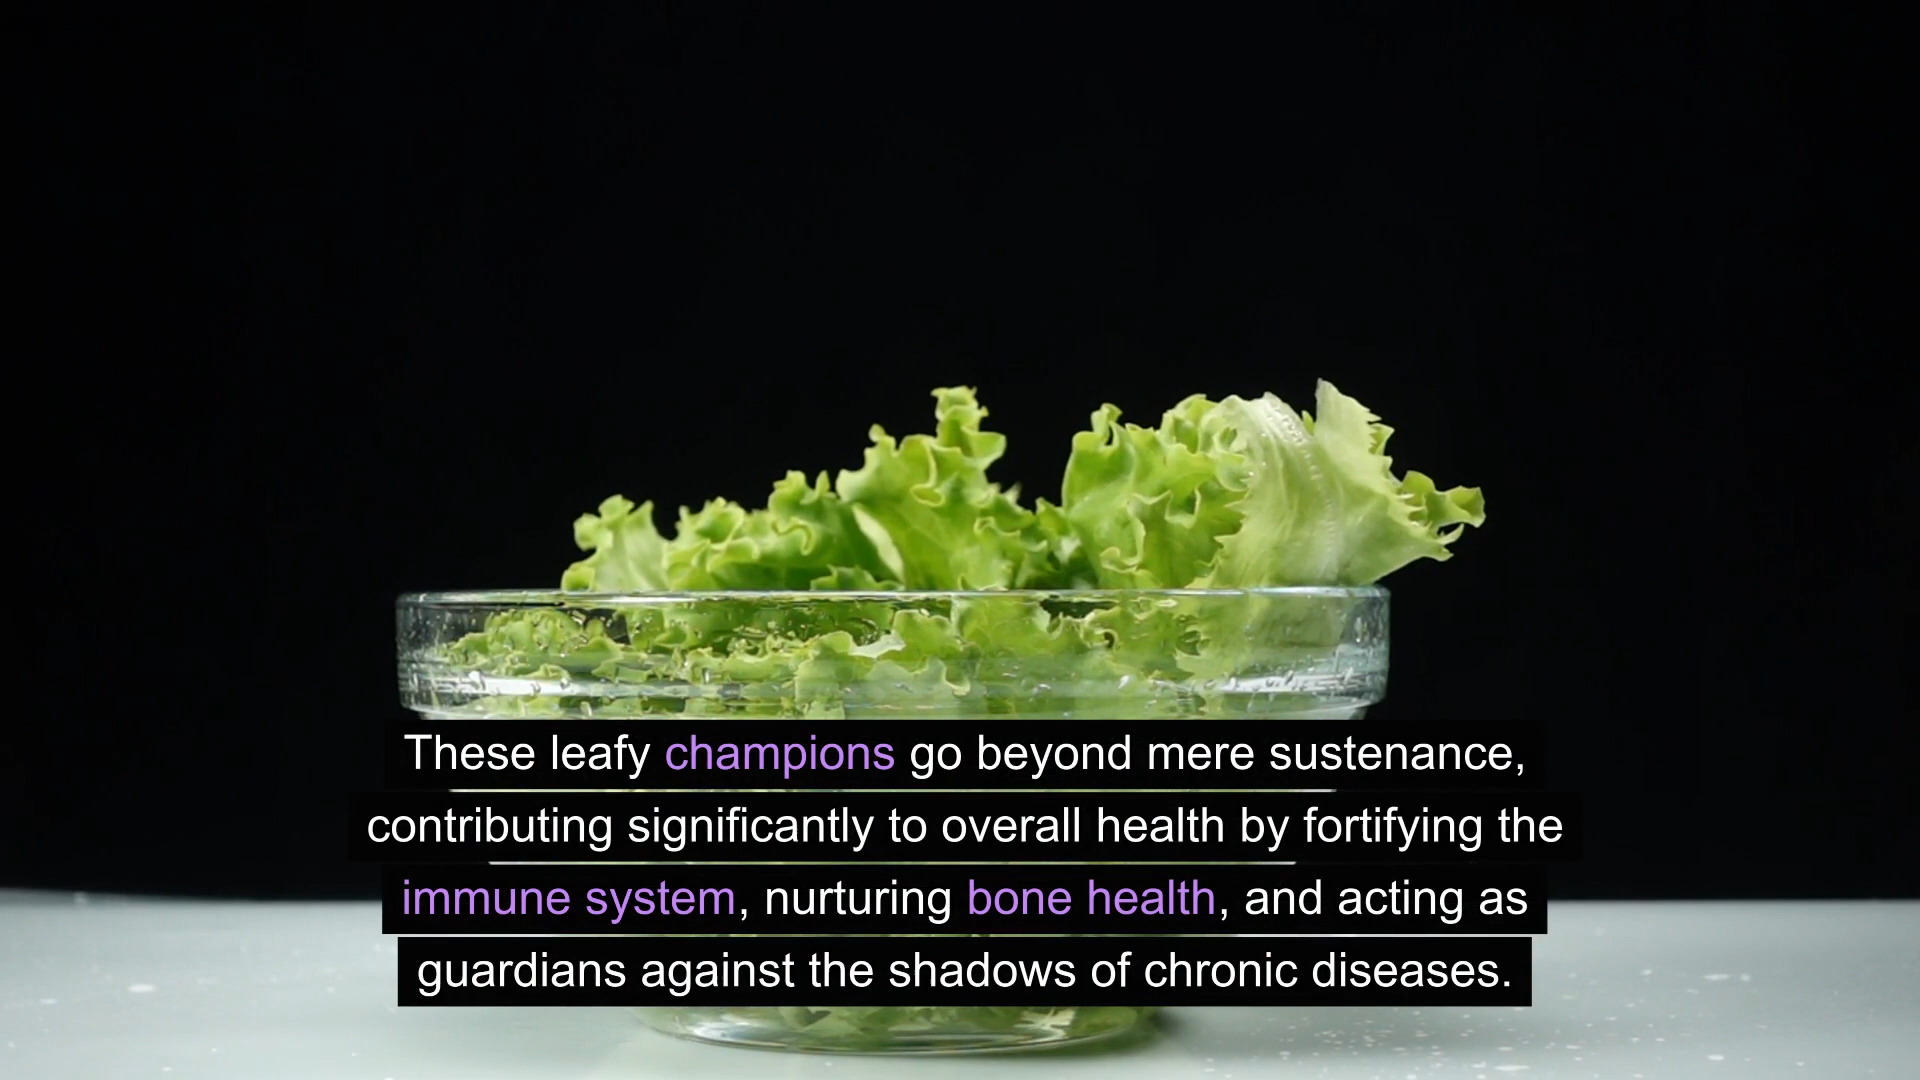 These leafy champions go beyond mere sustenance,
contributing significantly to overall health by fortifying the
immune system, nurturing bone health, and acting as
guardians against the shadows of chronic diseases.